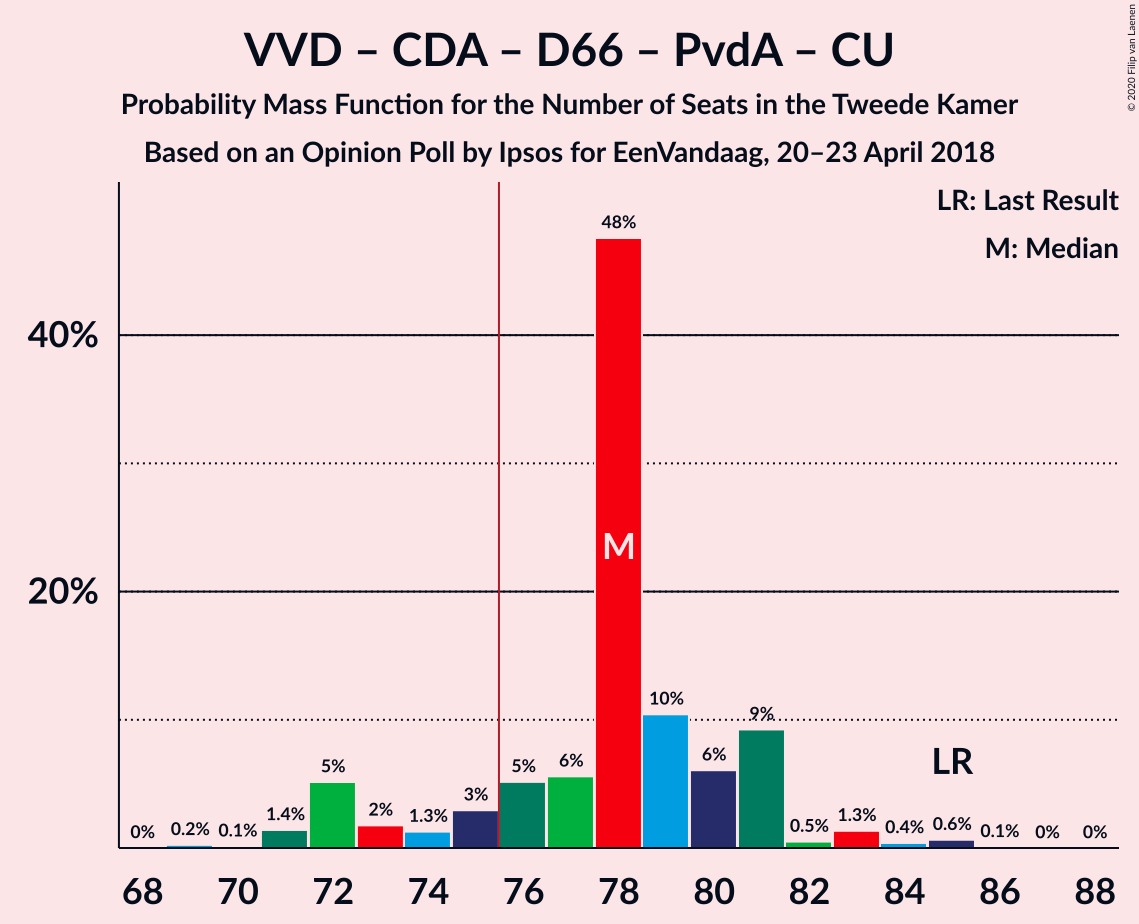 VVD – CDA – D66 – PvdA – CU
Probability Mass Function for the Number of Seats in the Tweede Kamer
Based on an Opinion Poll by Ipsos for EenVandaag, 20–23 April 2018
© 2020 Filip van Laenen
LR: Last Result
M: Median
48%
40%
M
20%
10%
9%
6%
LR
5%
5%
6%
3%
0%
0.2%
0.1%
1.4%
2%
1.3%
0.5%
1.3%
0.4%
0.6%
0.1%
0%
0%
68 70 72 74 76 78 80 82 84 86 88